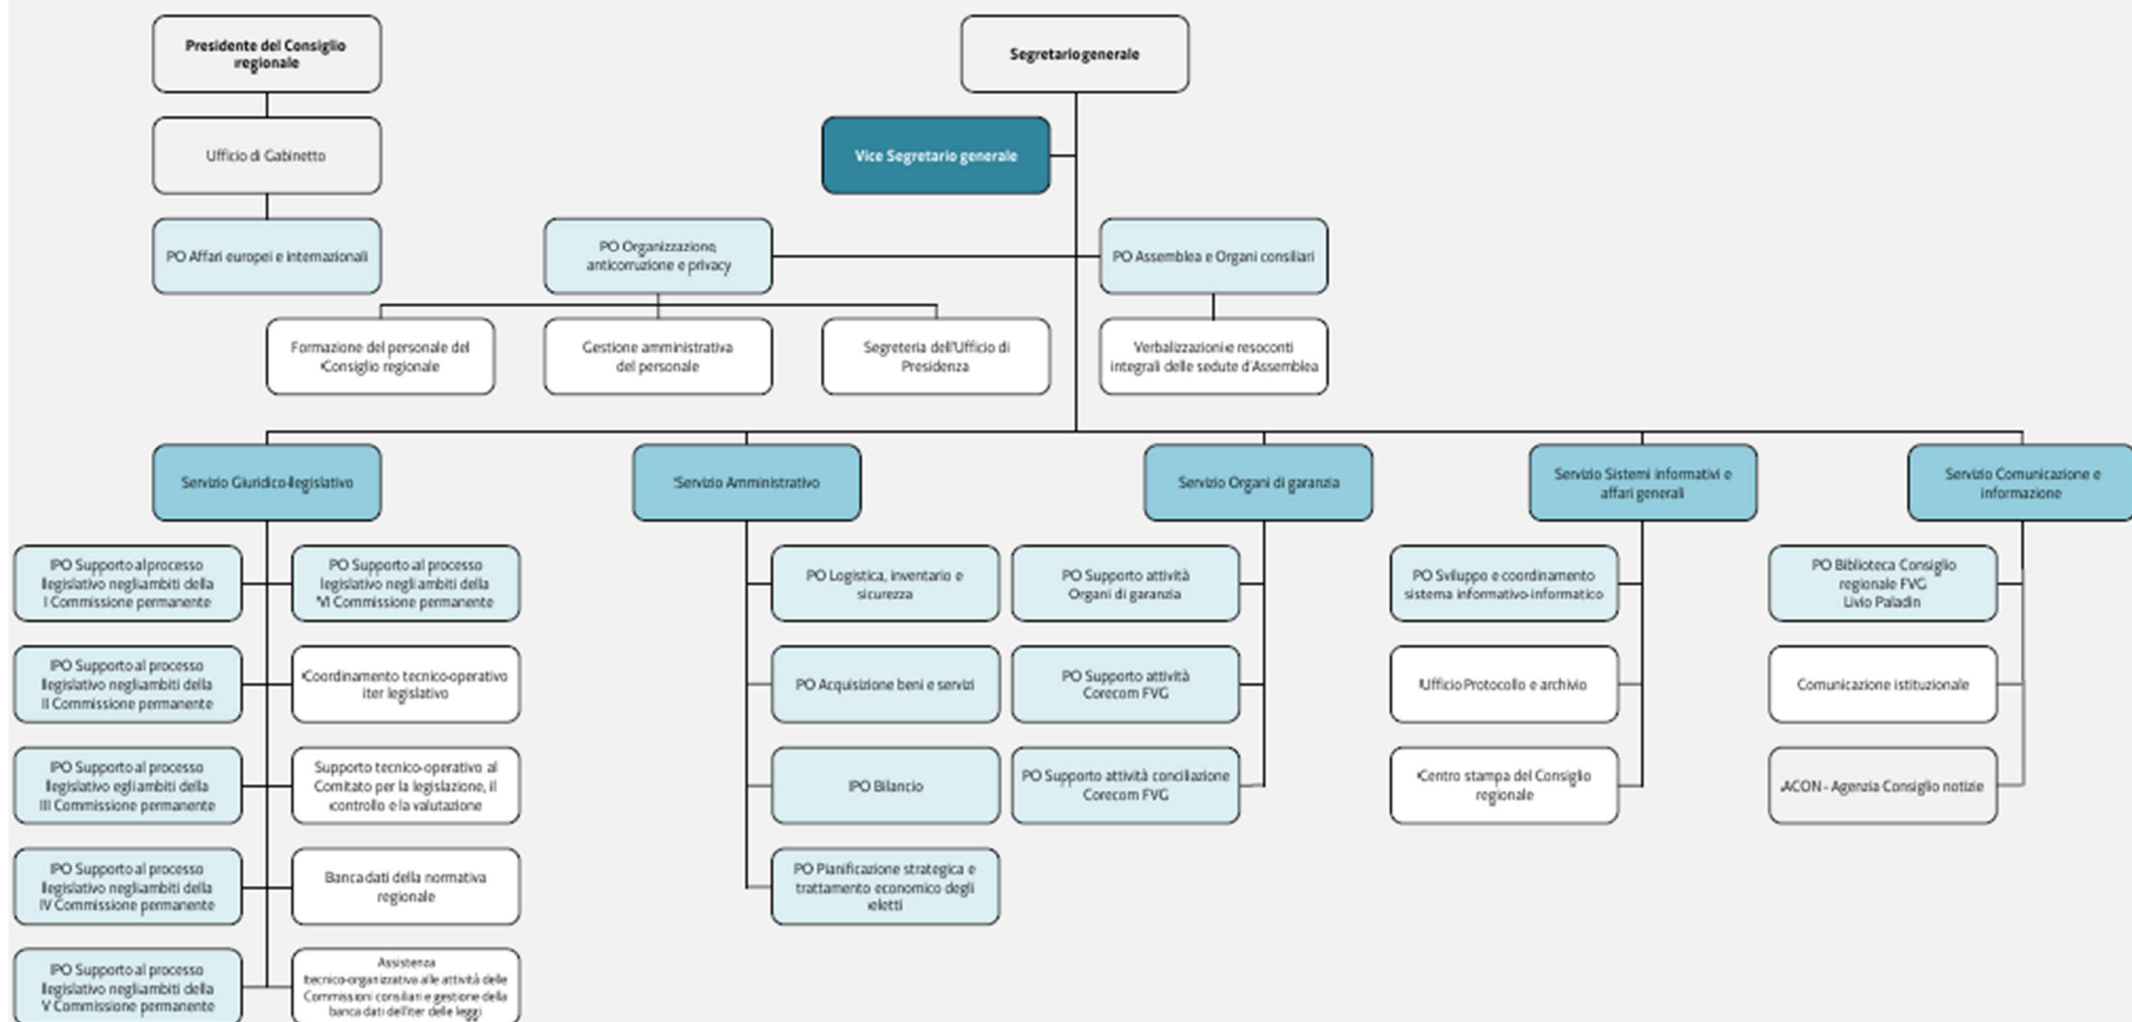 Presidente del Consiglio
regionale
Segretario generale
Ufficio di Gabinetto
Vice Segretario generale
PO Affari europei e internazionali
PO Organizzazione,
anticorruzione e privacy
PO Assemblea e Organi consiliari
Formazione del personale del
Consiglio regionale
Gestione amministrativa
del personale
Segreteria dell'Ufficio di
Presidenza
Verbalizzazioni e resoconti
integrali delle sedute d'Assemblea
Servizio Giuridico-legislativo
Servizio Amministrativo
Servizio Organi di garanzia
Servizio Sistemi informativi e
affari generali
Servizio Comunicazione e
informazione
PO Supporto al processo
legislativo negli ambiti della
I Commissione permanente
PO Supporto al processo
legislativo negli ambiti della
VI Commissione permanente
PO Logistica, inventario e
sicurezza
PO Supporto attività
Organi di garanzia
PO Sviluppo e coordinamento
sistema informativo-informatico
PO Biblioteca Consiglio
regionale FVG
Livio Paladin
PO Supporto al processo
legislativo negli ambiti della
II Commissione permanente
Coordinamento tecnico-operativo
iter legislativo
PO Acquisizione beni e servizi
PO Supporto attività
Corecom FVG
Ufficio Protocollo e archivio
Comunicazione istituzionale
PO Supporto al processo
legislativo egli ambiti della
III Commissione permanente
Supporto tecnico-operativo al
Comitato per la legislazione, il
controllo e la valutazione
PO Bilancio
PO Supporto attività conciliazione
Corecom FVG
Centro stampa del Consiglio
regionale
ACON - Agenzia Consiglio notizie
PO Supporto al processo
legislativo negli ambiti della
IV Commissione permanente
Banca dati della normativa
regionale
PO Pianificazione strategica e
trattamento economico degli
eletti
PO Supporto al processo
legislativo negli ambiti della
V Commissione permanente
Assistenza
tecnico-organizzativa alle attività delle
Commissioni consiliari e gestione della
banca dati dell'iter delle leggi